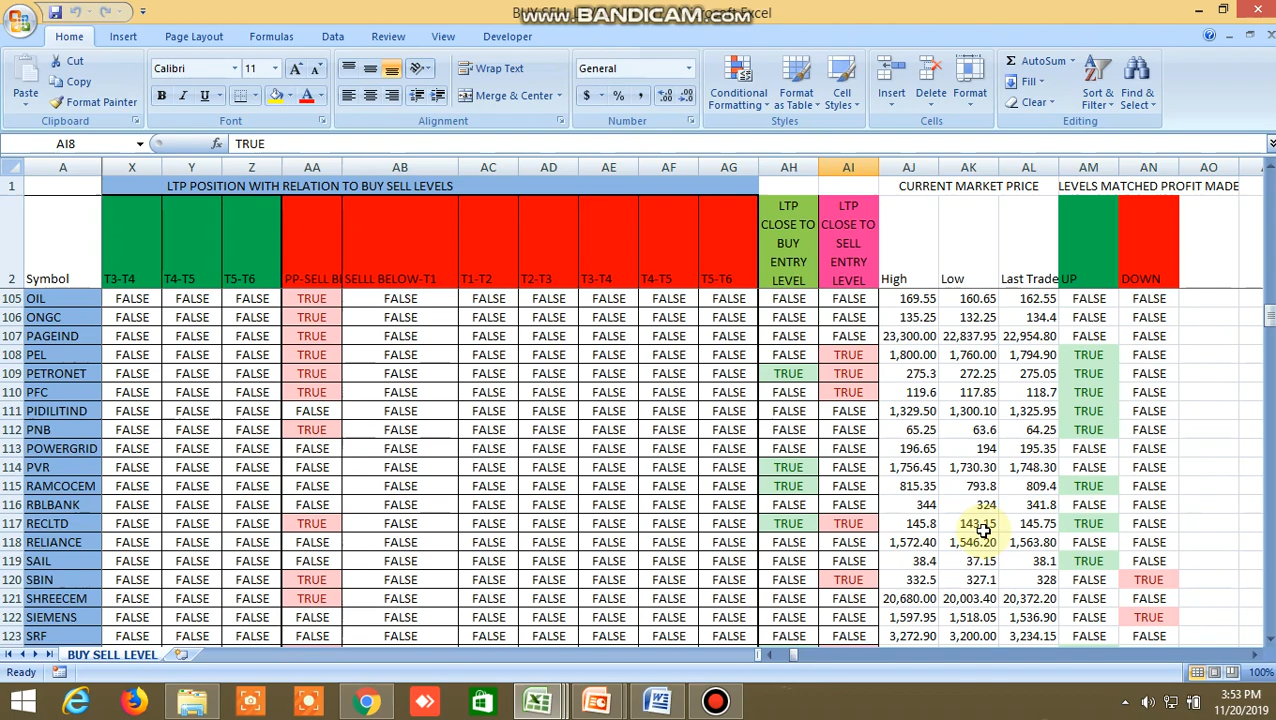 BUY SELL LE
www.BANDICAM.com
Microsoft Excel
Home Insert Page Layout Formulas Data Review View Developer
Paste
Cut
Copy
Format Painter
Clipboard
Calibri 11
B I U
Font
Wrap Text
Merge & Center
Alignment
General
$ % ,
Number
Conditional Formatting
Format as Table
Cell Styles
Styles
Insert Delete Format
Cells
AutoSum
Fill
Clear
Sort & Filter
Find & Select
Editing
AI8 fx TRUE
A X Y Z AA AB AC AD AE AF AG AH AI AJ AK AL AM AN AO
1 LTP POSITION WITH RELATION TO BUY SELL LEVELS CURRENT MARKET PRICE LEVELS MATCHED PROFIT MADE
2 Symbol T3-T4 T4-T5 T5-T6 PP-SELL BE SELLL BELOW-T1 T1-T2 T2-T3 T3-T4 T4-T5 T5-T6 LTP CLOSE TO BUY ENTRY LEVEL LTP CLOSE TO SELL ENTRY LEVEL High Low Last Trade UP DOWN
105 OIL FALSE FALSE FALSE TRUE FALSE FALSE FALSE FALSE FALSE FALSE FALSE FALSE 169.55 160.65 162.55 FALSE FALSE
106 ONGC FALSE FALSE FALSE TRUE FALSE FALSE FALSE FALSE FALSE FALSE FALSE FALSE 135.25 132.25 134.4 FALSE FALSE
107 PAGEIND FALSE FALSE FALSE TRUE FALSE FALSE FALSE FALSE FALSE FALSE FALSE FALSE 23,300.00 22,837.95 22,954.80 FALSE FALSE
108 PEL FALSE FALSE FALSE TRUE FALSE FALSE FALSE FALSE FALSE FALSE FALSE TRUE 1,800.00 1,760.00 1,794.90 TRUE FALSE
109 PETRONET FALSE FALSE FALSE TRUE FALSE FALSE FALSE FALSE FALSE FALSE TRUE TRUE 275.3 272.25 275.05 TRUE FALSE
110 PFC FALSE FALSE FALSE TRUE FALSE FALSE FALSE FALSE FALSE FALSE FALSE TRUE 119.6 117.85 118.7 TRUE FALSE
111 PIDILITIND FALSE FALSE FALSE FALSE FALSE FALSE FALSE FALSE FALSE FALSE FALSE FALSE 1,329.50 1,300.10 1,325.95 TRUE FALSE
112 PNB FALSE FALSE FALSE TRUE FALSE FALSE FALSE FALSE FALSE FALSE FALSE FALSE 65.25 63.6 64.25 TRUE FALSE
113 POWERGRID FALSE FALSE FALSE FALSE FALSE FALSE FALSE FALSE FALSE FALSE FALSE FALSE 196.65 194 195.35 FALSE FALSE
114 PVR FALSE FALSE FALSE FALSE FALSE FALSE FALSE FALSE FALSE FALSE TRUE FALSE 1,756.45 1,730.30 1,748.30 FALSE FALSE
115 RAMCOCEM FALSE FALSE FALSE FALSE FALSE FALSE FALSE FALSE FALSE FALSE TRUE FALSE 815.35 793.8 809.4 TRUE FALSE
116 RBLBANK FALSE FALSE FALSE FALSE FALSE FALSE FALSE FALSE FALSE FALSE FALSE FALSE 344 324 341.8 FALSE FALSE
117 RECLTD FALSE FALSE FALSE TRUE FALSE FALSE FALSE FALSE FALSE FALSE TRUE TRUE 145.8 143.15 145.75 TRUE FALSE
118 RELIANCE FALSE FALSE FALSE FALSE FALSE FALSE FALSE FALSE FALSE FALSE FALSE FALSE 1,572.40 1,546.20 1,563.80 FALSE FALSE
119 SAIL FALSE FALSE FALSE FALSE FALSE FALSE FALSE FALSE FALSE FALSE FALSE FALSE 38.4 37.15 38.1 TRUE FALSE
120 SBIN FALSE FALSE FALSE TRUE FALSE FALSE FALSE FALSE FALSE FALSE FALSE TRUE 332.5 327.1 328 FALSE TRUE
121 SHREECEM FALSE FALSE FALSE TRUE FALSE FALSE FALSE FALSE FALSE FALSE FALSE FALSE 20,680.00 20,003.40 20,372.20 FALSE FALSE
122 SIEMENS FALSE FALSE FALSE FALSE FALSE FALSE FALSE FALSE FALSE FALSE FALSE FALSE 1,597.95 1,518.05 1,536.90 FALSE TRUE
123 SRF FALSE FALSE FALSE FALSE FALSE FALSE FALSE FALSE FALSE FALSE FALSE FALSE 3,272.90 3,200.00 3,234.15 FALSE FALSE
BUY SELL LEVEL
Ready 100%
3:53 PM
11/20/2019